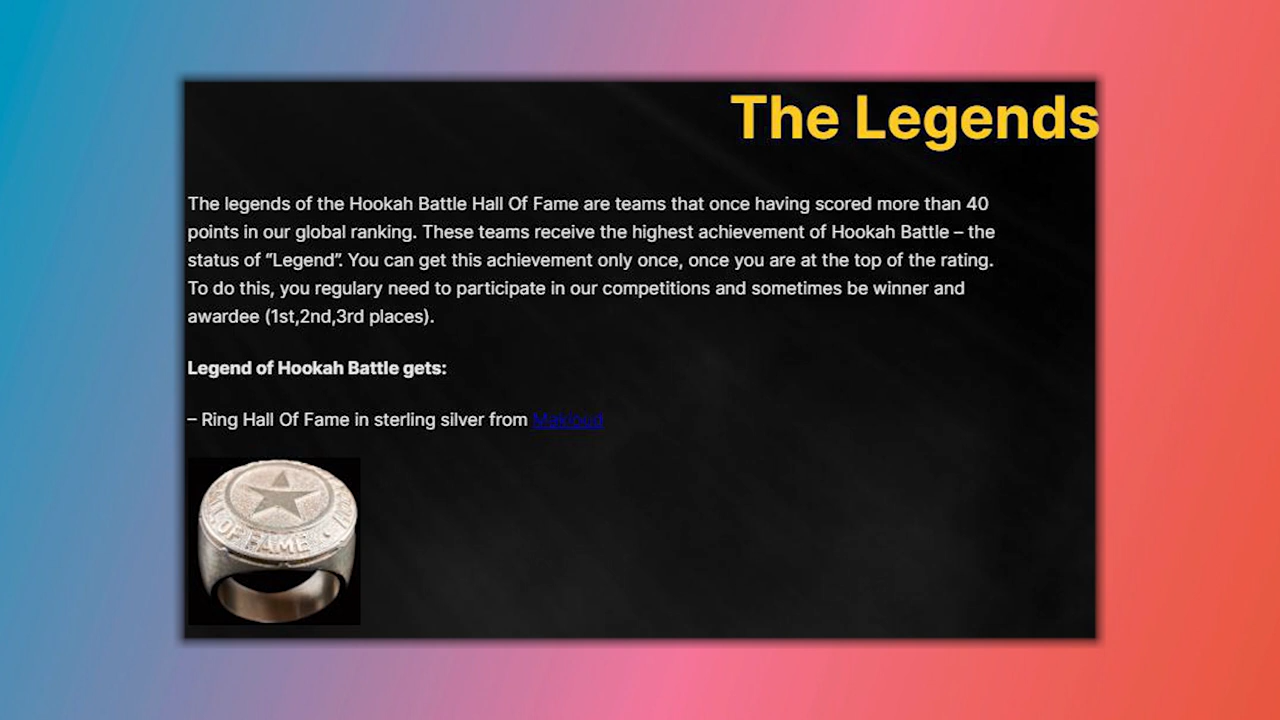 The Legends
The legends of the Hookah Battle Hall Of Fame are teams that once having scored more than 40
points in our global ranking. These teams receive the highest achievement of Hookah Battle – the
status of “Legend”. You can get this achievement only once, once you are at the top of the rating.
To do this, you regulary need to participate in our competitions and sometimes be winner and
awardee (1st,2nd,3rd places).
Legend of Hookah Battle gets:
– Ring Hall Of Fame in sterling silver from Makloud
OF FAME